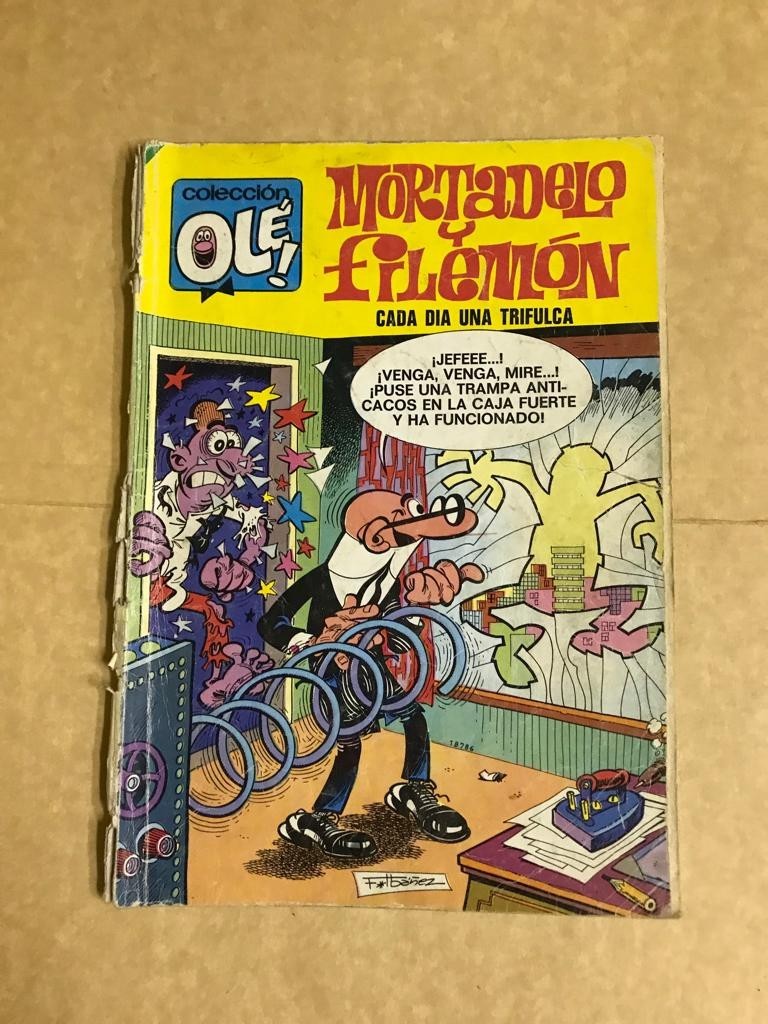 colección
OLÉ!
MORTADELO
Y
FILEMÓN
CADA DIA UNA TRIFULCA
¡JEFEEE...!
¡VENGA, VENGA, MIRE...!
¡PUSE UNA TRAMPA ANTI-
CACOS EN LA CAJA FUERTE
Y HA FUNCIONADO!
18786
F. Ibáñez